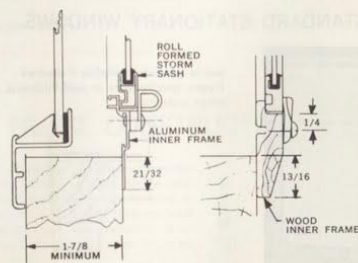 STANDARD STATIONARY WINDOWS
ROLL
FORMED
STORM
SASH
ALUMINUM
INNER FRAME
21/32
1-7/8
MINIMUM
1/4
13/16
WOOD
INNER FRAME